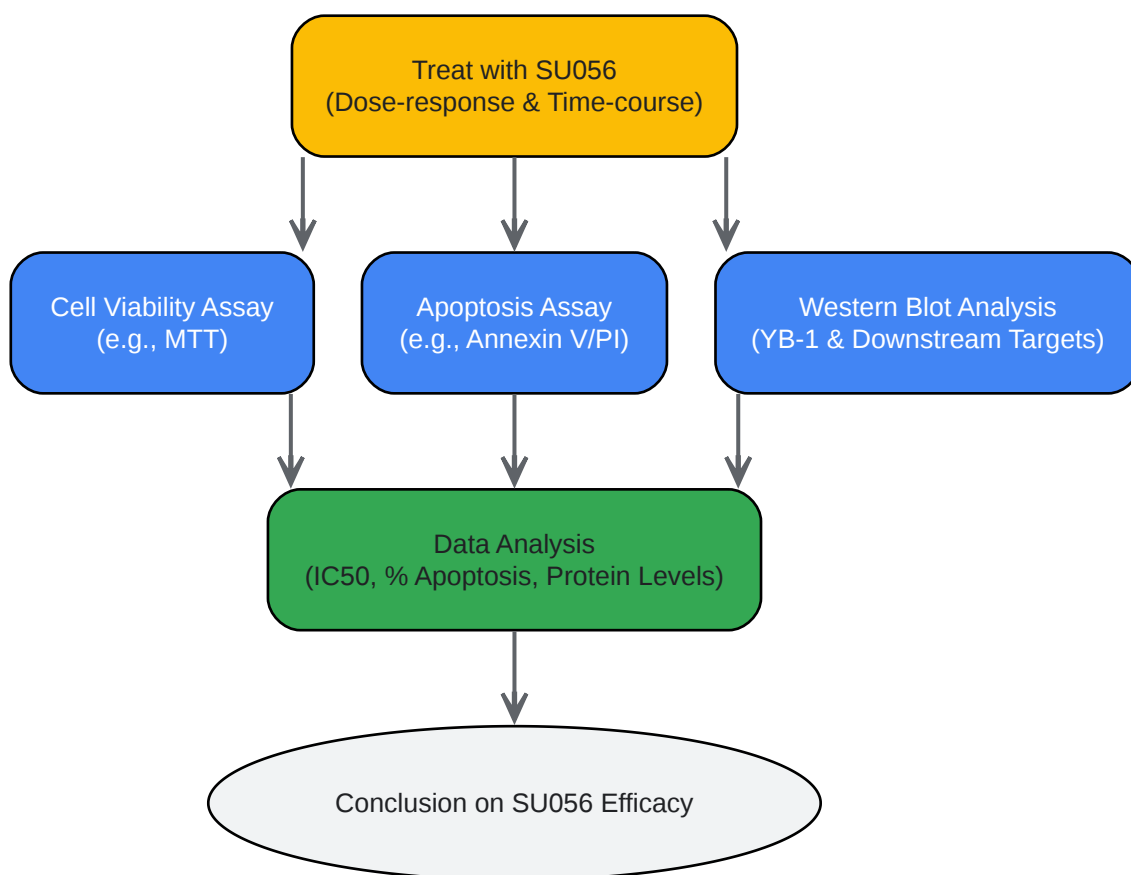 Treat with SU056
(Dose-response & Time-course)
Cell Viability Assay
(e.g., MTT)
Apoptosis Assay
(e.g., Annexin V/PI)
Western Blot Analysis
(YB-1 & Downstream Targets)
Data Analysis
(IC50, % Apoptosis, Protein Levels)
Conclusion on SU056 Efficacy